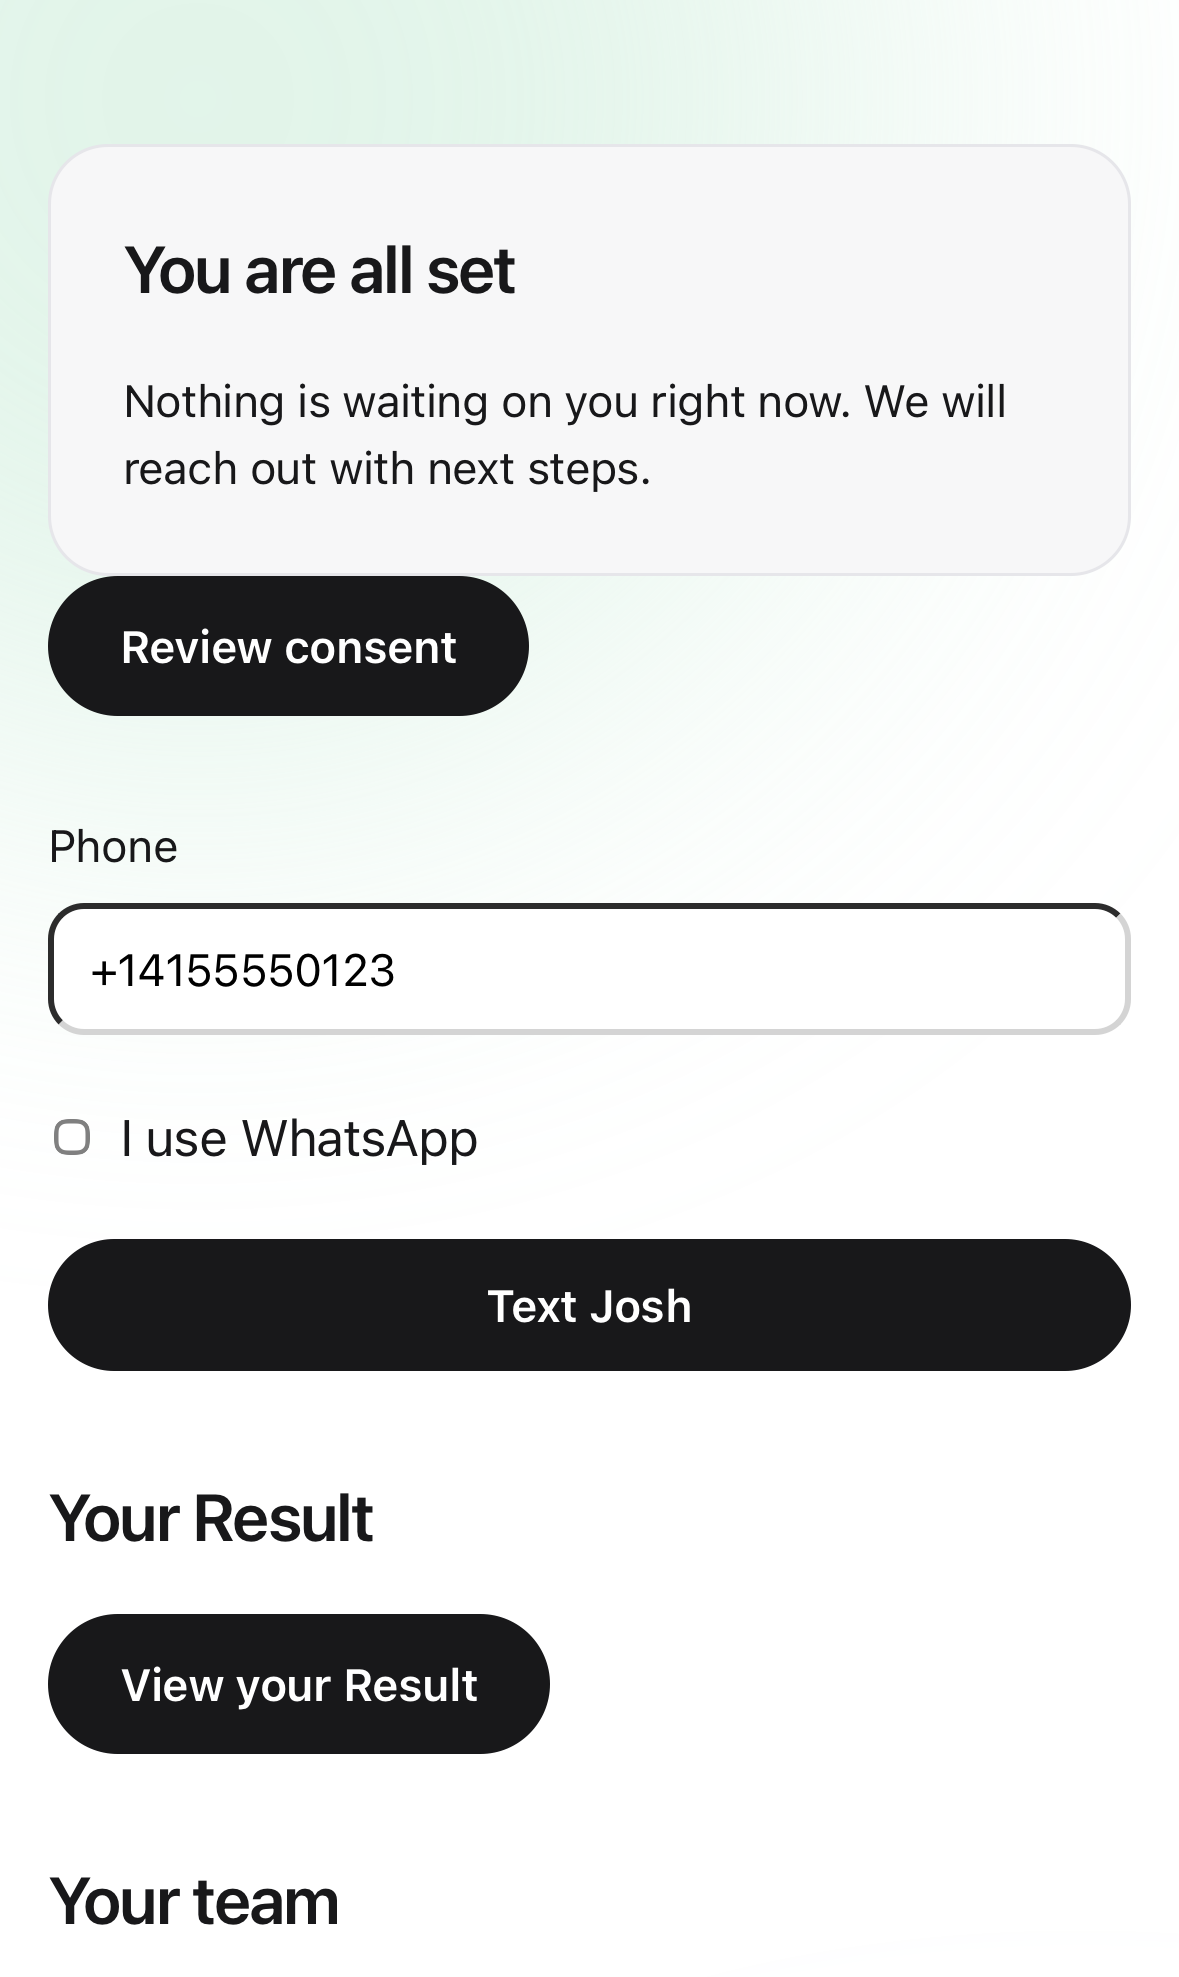 You are all set
Nothing is waiting on you right now. We will
reach out with next steps.
Review consent
Phone
+14155550123
I use WhatsApp
Text Josh
Your Result
View your Result
Your team